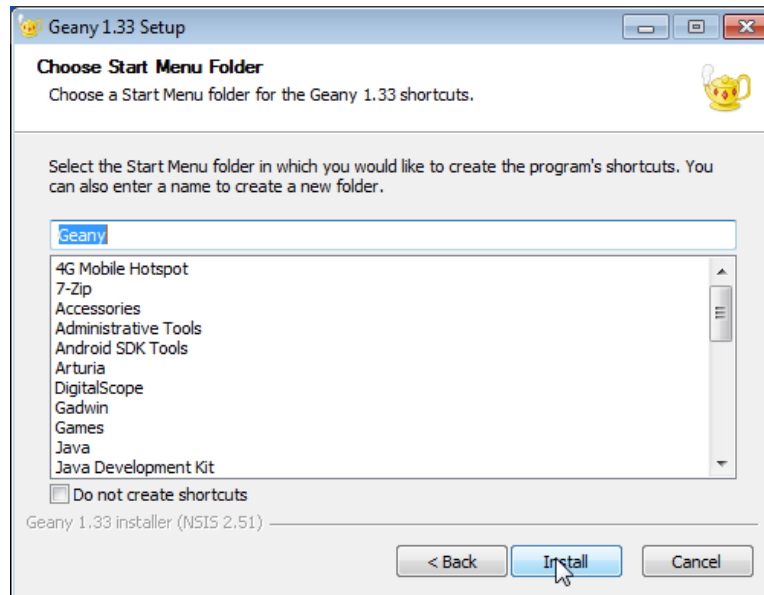 Geany 1.33 Setup
Choose Start Menu Folder
Choose a Start Menu folder for the Geany 1.33 shortcuts.
Select the Start Menu folder in which you would like to create the program's shortcuts. You
can also enter a name to create a new folder.
Geany
4G Mobile Hotspot
7-Zip
Accessories
Administrative Tools
Android SDK Tools
Arturia
DigitalScope
Gadwin
Games
Java
Java Development Kit
Do not create shortcuts
Geany 1.33 installer (NSIS 2.51)
< Back
Install
Cancel